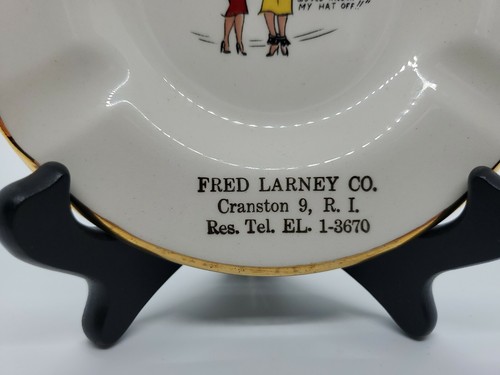 MY HAT OFF!!"
FRED LARNEY CO.
Cranston 9, R. I.
Res. Tel. EL. 1-3670